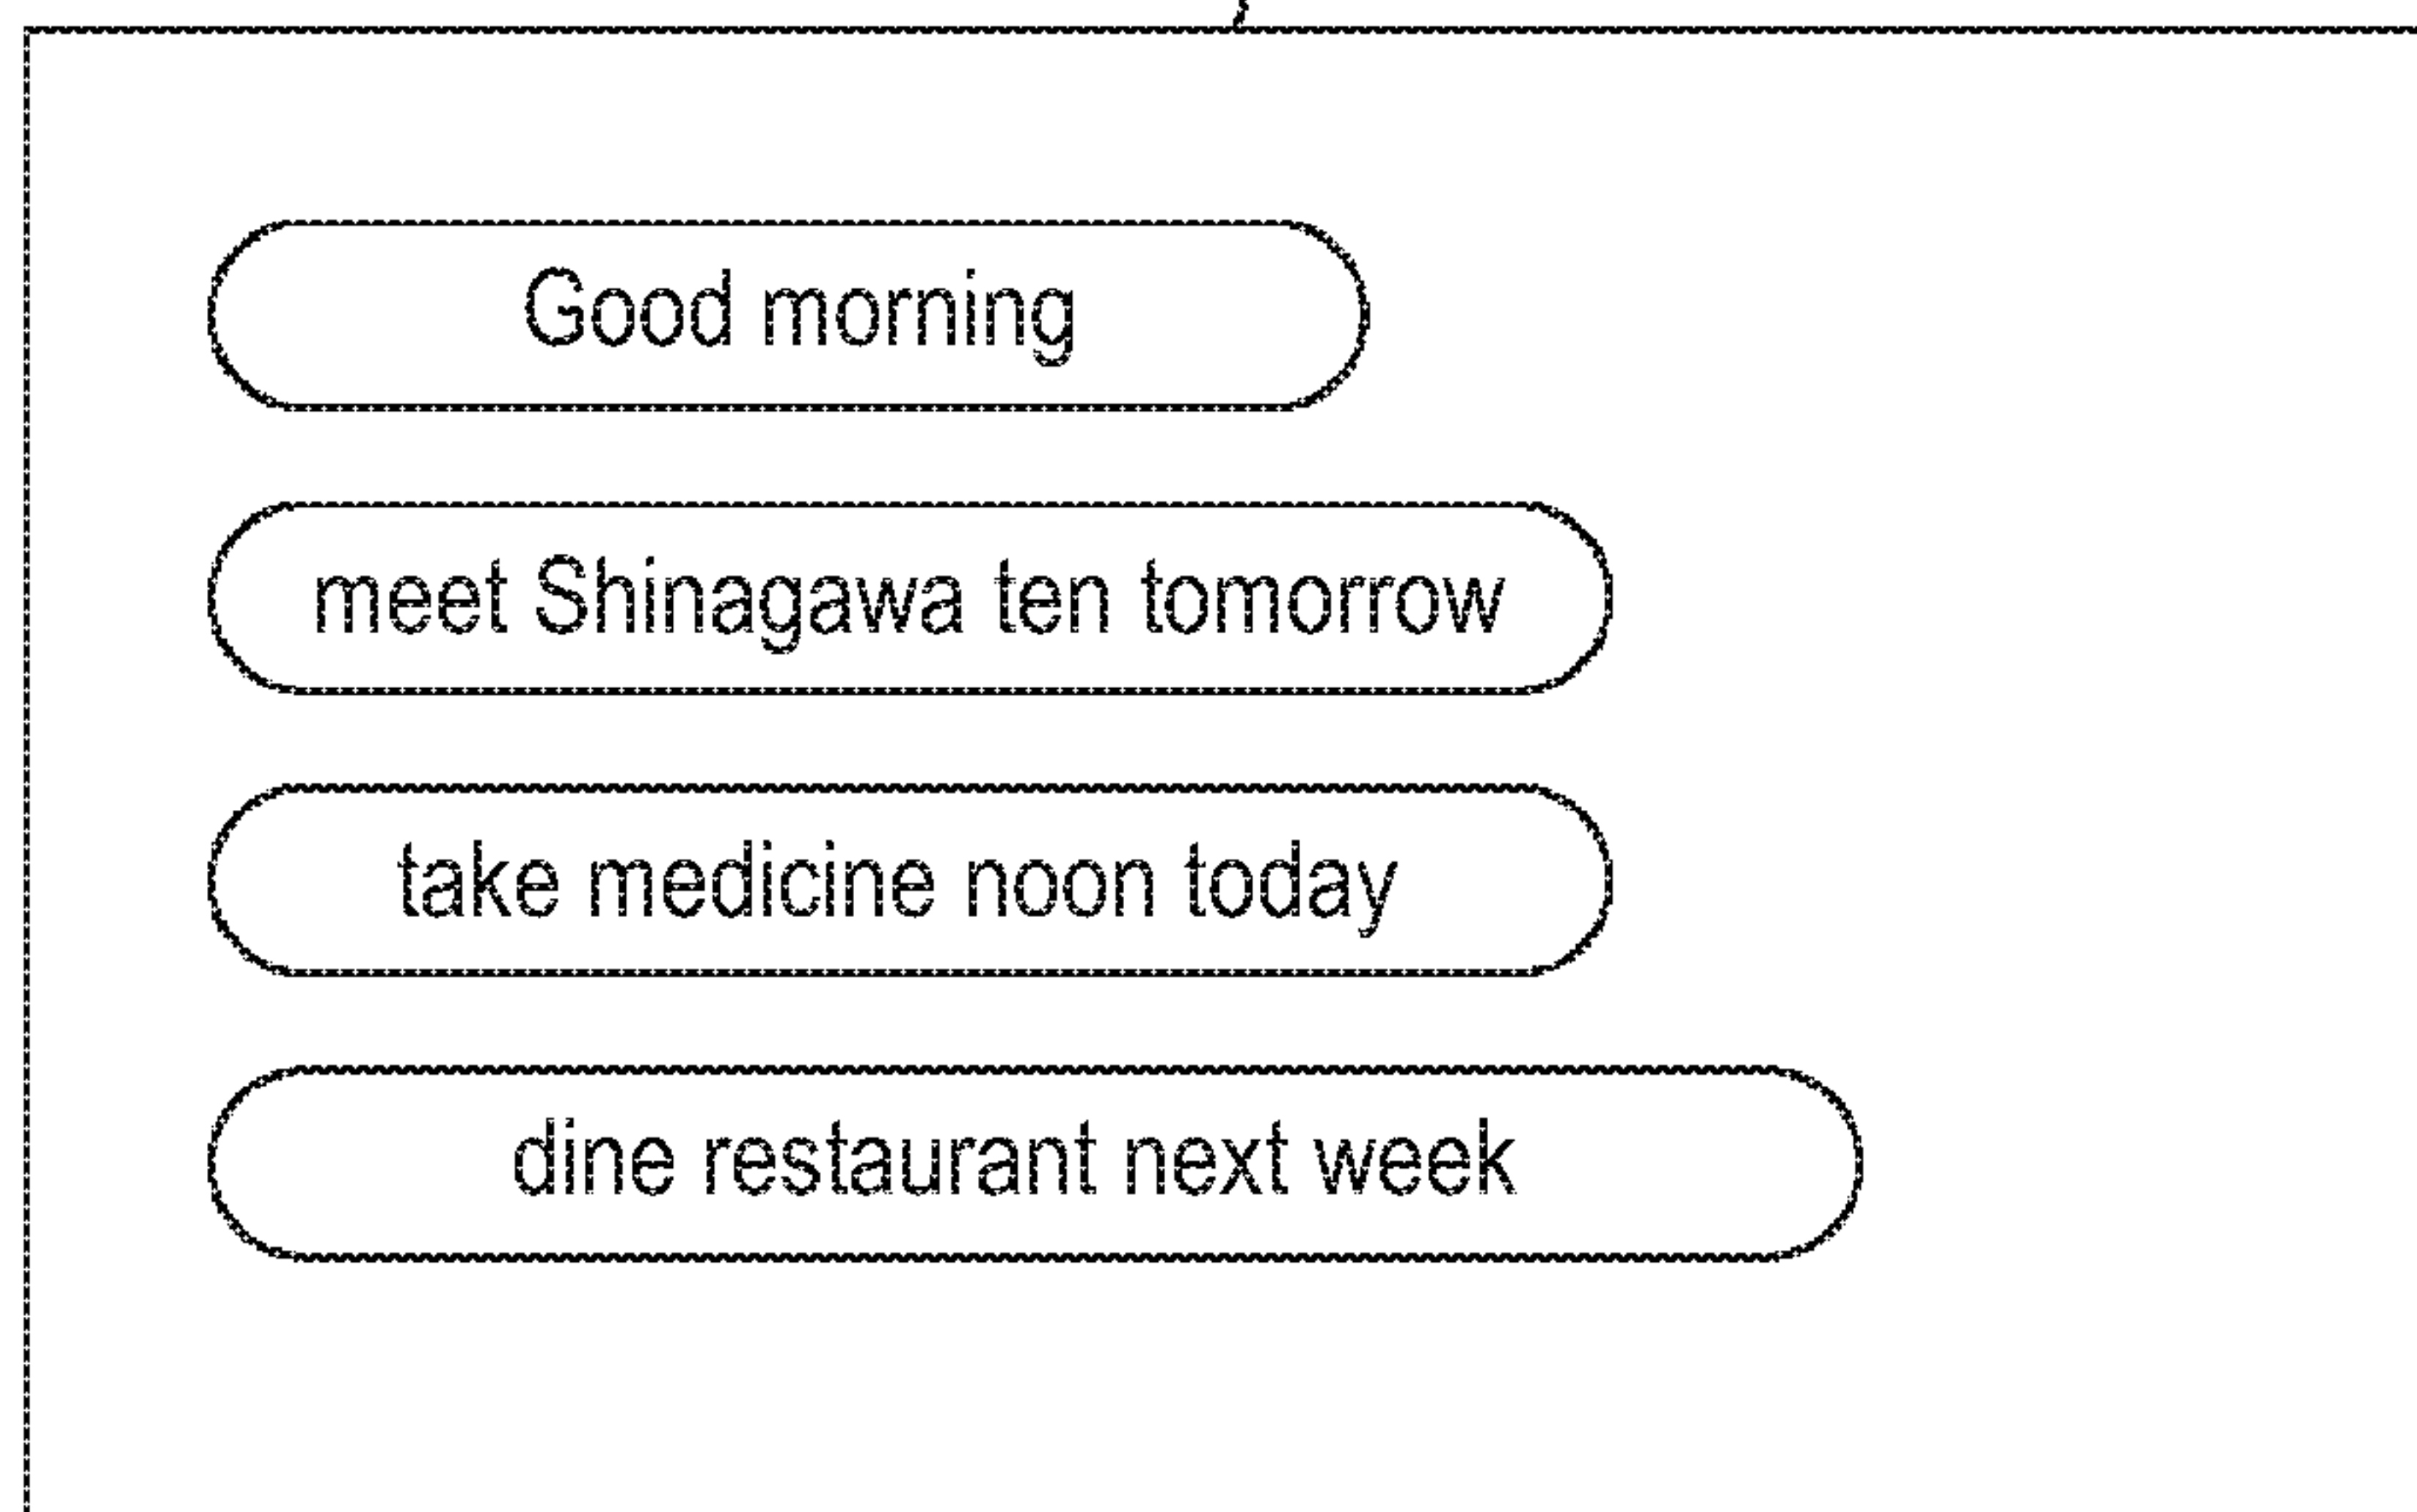 Good morning
meet Shinagawa ten tomorrow
take medicine noon today
dine restaurant next week